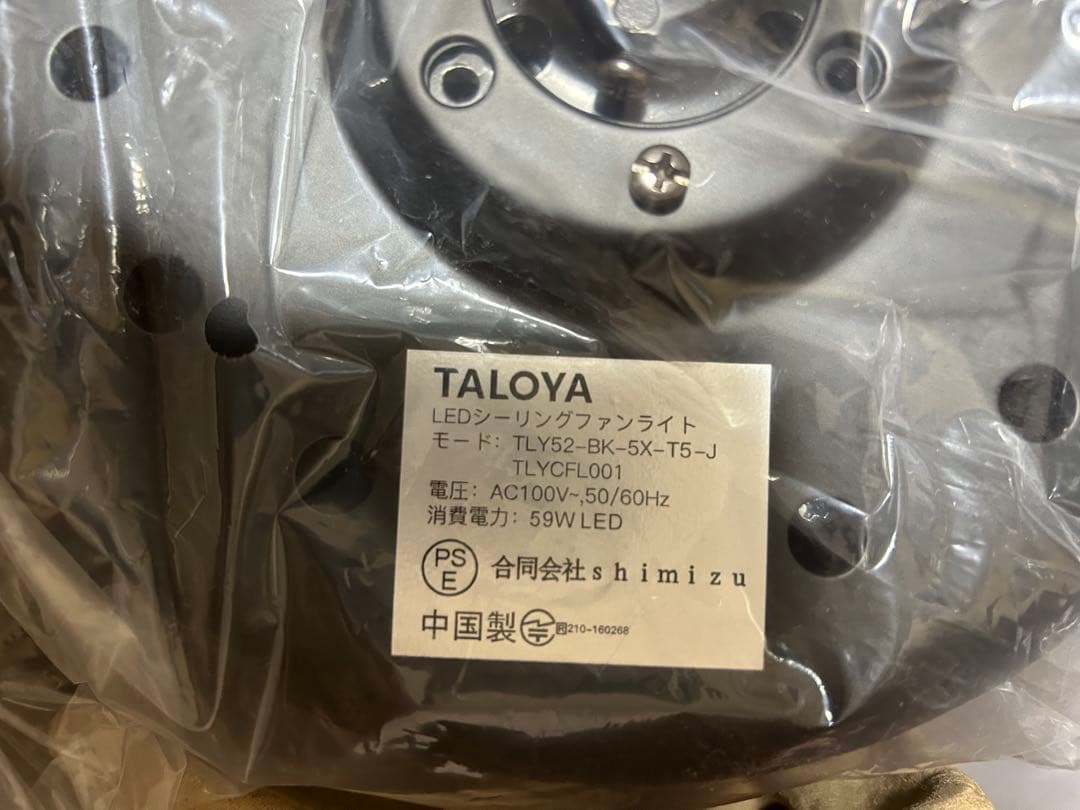 TALOYA
LEDシーリングファンライト
モード: TLY52-BK-5X-T5-J
TLYCFL001
電圧: AC100V~,50/60Hz
消費電力: 59W LED
PS
E
合同会社shimizu
中国製 R 210-160268